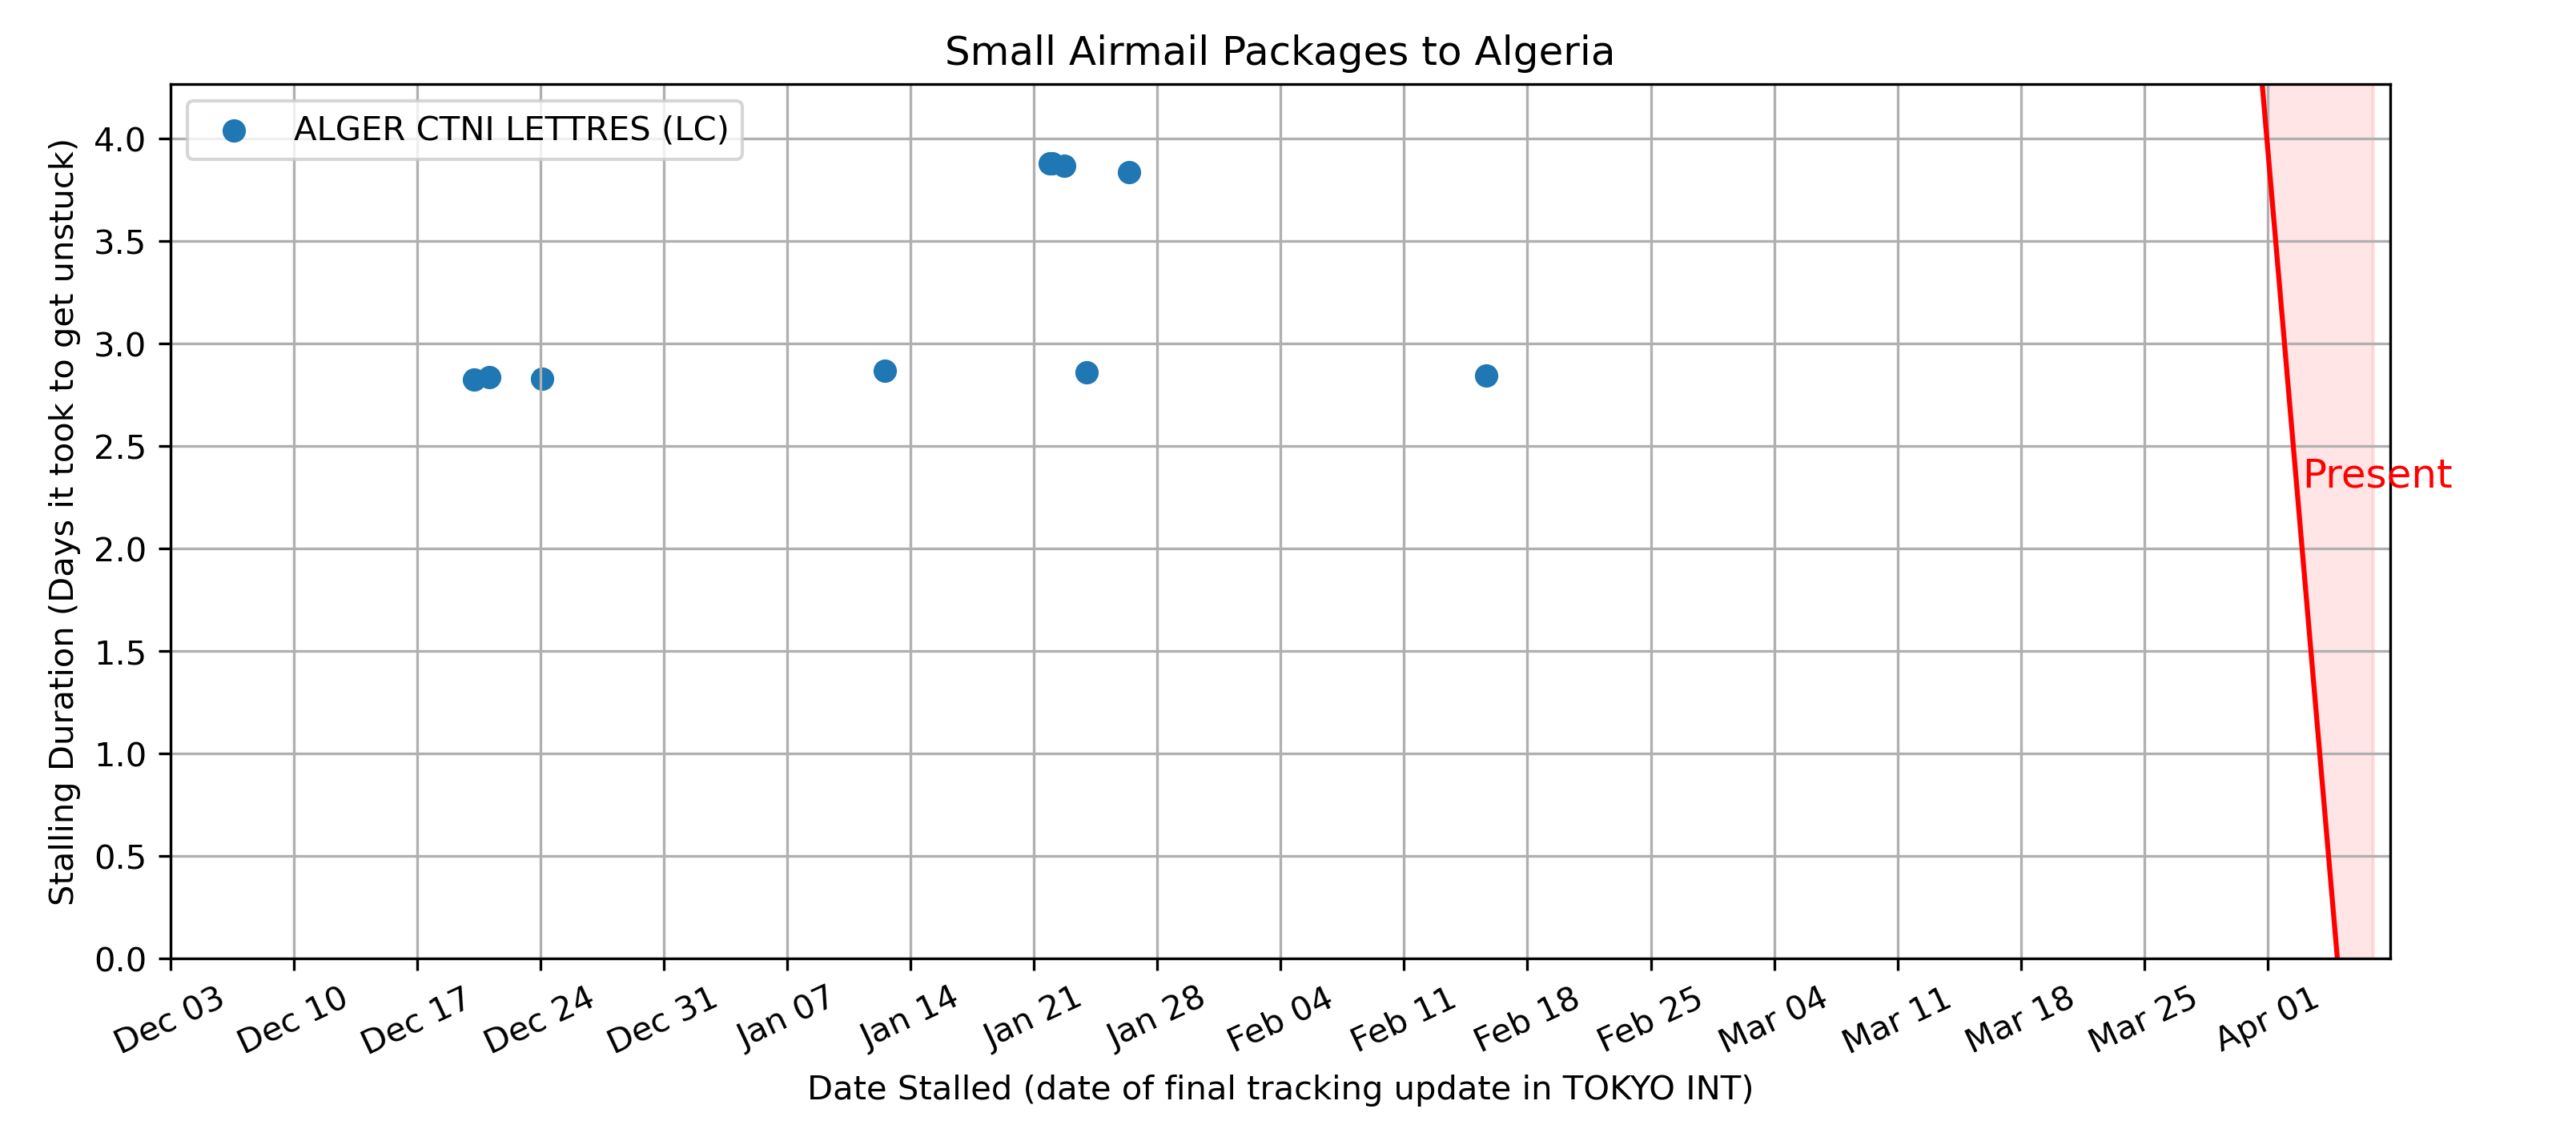 Small Airmail Packages to Algeria
ALGER CTNI LETTRES (LC)
Stalling Duration (Days it took to get unstuck)
4.0
3.5
3.0
2.5
2.0
1.5
1.0
0.5
0.0
Present
Dec 03
Dec 10
Dec 17
Dec 24
Dec 31
Jan 07
Jan 14
Jan 21
Jan 28
Feb 04
Feb 11
Feb 18
Feb 25
Mar 04
Mar 11
Mar 18
Mar 25
Apr 01
Date Stalled (date of final tracking update in TOKYO INT)